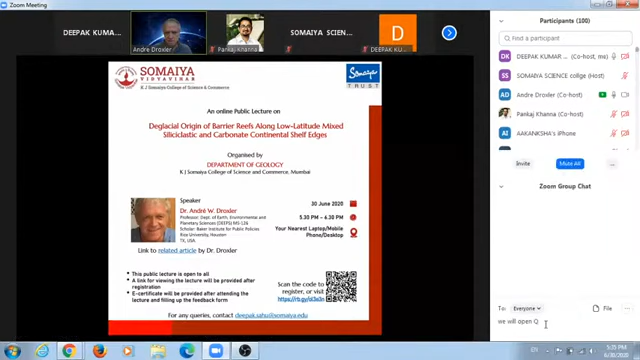 Zoom Meeting
DEEPAK KUMA...
Andre Droxler
Pankaj Khanna
SOMAIYA SCIEN...
D
DEEPAK KU...
SOMAIYA
VIDYAVIHAR
K J Somaiya College of Science & Commerce
Somaiya
TRUST
An online Public Lecture on
Deglacial Origin of Barrier Reefs Along Low-Latitude Mixed
Siliciclastic and Carbonate Continental Shelf Edges
Organised by
DEPARTMENT OF GEOLOGY
K J Somaiya College of Science and Commerce, Mumbai
Speaker
Dr. André W. Droxler
Professor: Dept. of Earth, Environmental and
Planetary Sciences (DEEPS) MS-126
Scholar: Baker Institute for Public Policies
Rice University, Houston
TX, USA.
30 June 2020
5.30 PM – 6.30 PM
Your Nearest Laptop/Mobile
Phone/Desktop
Link to related article by Dr. Droxler
• This public lecture is open to all
• A link for viewing the lecture will be provided after
registration
• E-certificate will be provided after attending the
lecture and filling up the feedback form
Scan the code to
register, or visit
For any queries, contact deepak.sahu@somaiya.edu
Participants (100)
Find a participant
DK DEEPAK KUMAR ... (Co-host, me)
SS SOMAIYA SCIENCE college (Host)
AD Andre Droxler (Co-host)
Pankaj Khanna (Co-host)
AI AAKANKSHA's iPhone
Invite
Mute All
...
Zoom Group Chat
To: Everyone
File
...
we will open Q
EN
5:35 PM
6/30/2020